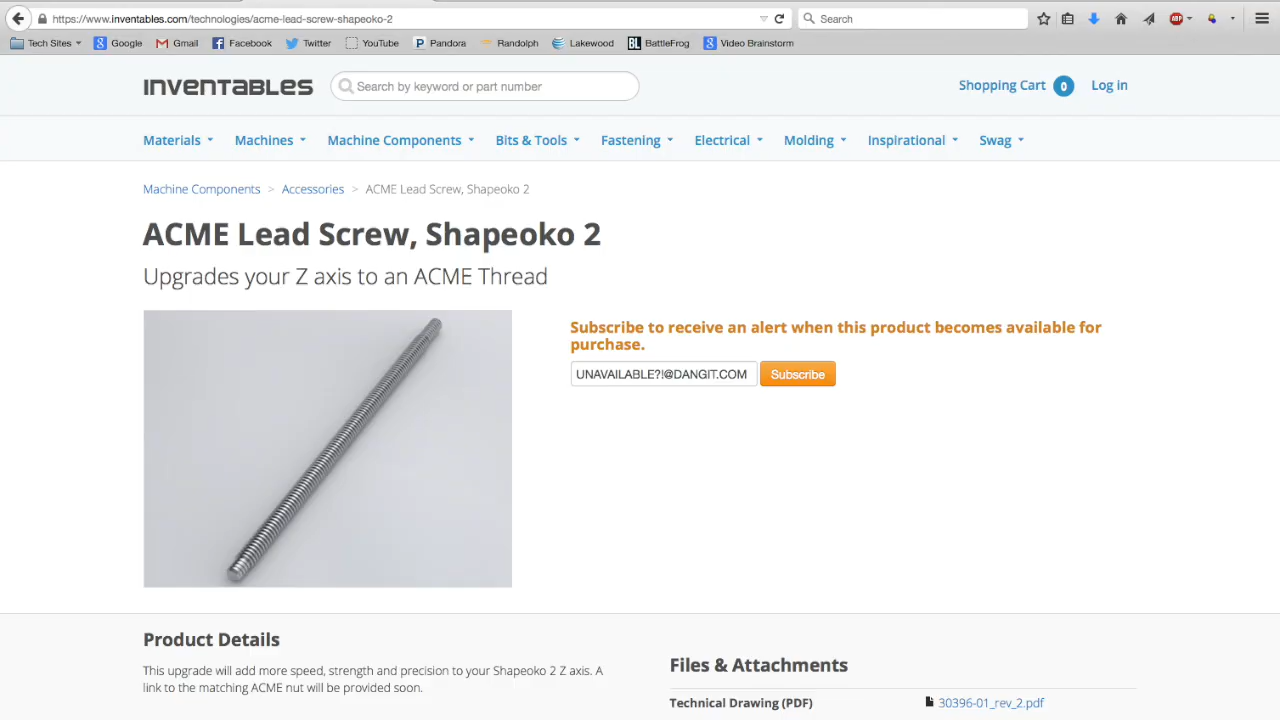 https://www.inventables.com/technologies/acme-lead-screw-shapeoko-2
Search
Tech Sites
Google
Gmail
Facebook
Twitter
YouTube
Pandora
Randolph
Lakewood
BL BattleFrog
Video Brainstorm
INVENTABLES
Search by keyword or part number
Shopping Cart 0
Log in
Materials
Machines
Machine Components
Bits & Tools
Fastening
Electrical
Molding
Inspirational
Swag
Machine Components > Accessories > ACME Lead Screw, Shapeoko 2
ACME Lead Screw, Shapeoko 2
Upgrades your Z axis to an ACME Thread
Subscribe to receive an alert when this product becomes available for
purchase.
UNAVAILABLE?!@DANGIT.COM
Subscribe
Product Details
This upgrade will add more speed, strength and precision to your Shapeoko 2 Z axis. A
link to the matching ACME nut will be provided soon.
Files & Attachments
Technical Drawing (PDF)
30396-01_rev_2.pdf